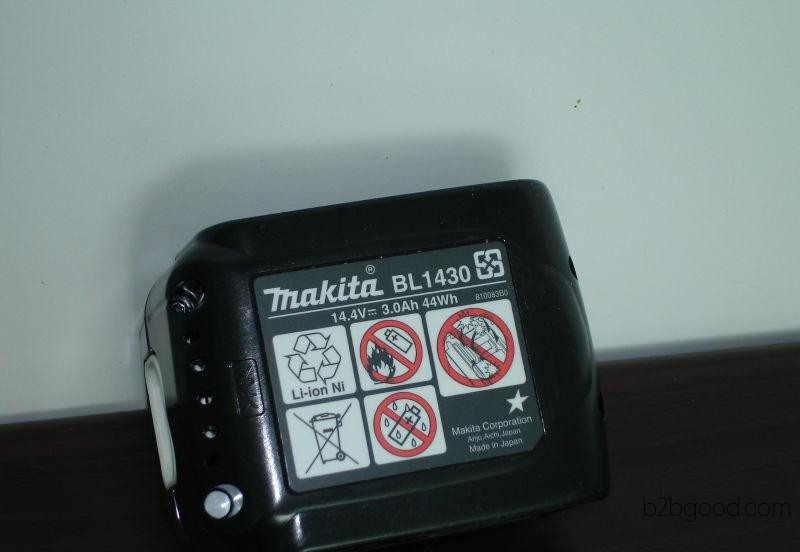 makita® BL1430
14.4V⎓ 3.0Ah 44Wh 810083B0
Li-ion Ni
Makita Corporation
Anjo,Aichi,Japan
Made in Japan
b2bgood.com